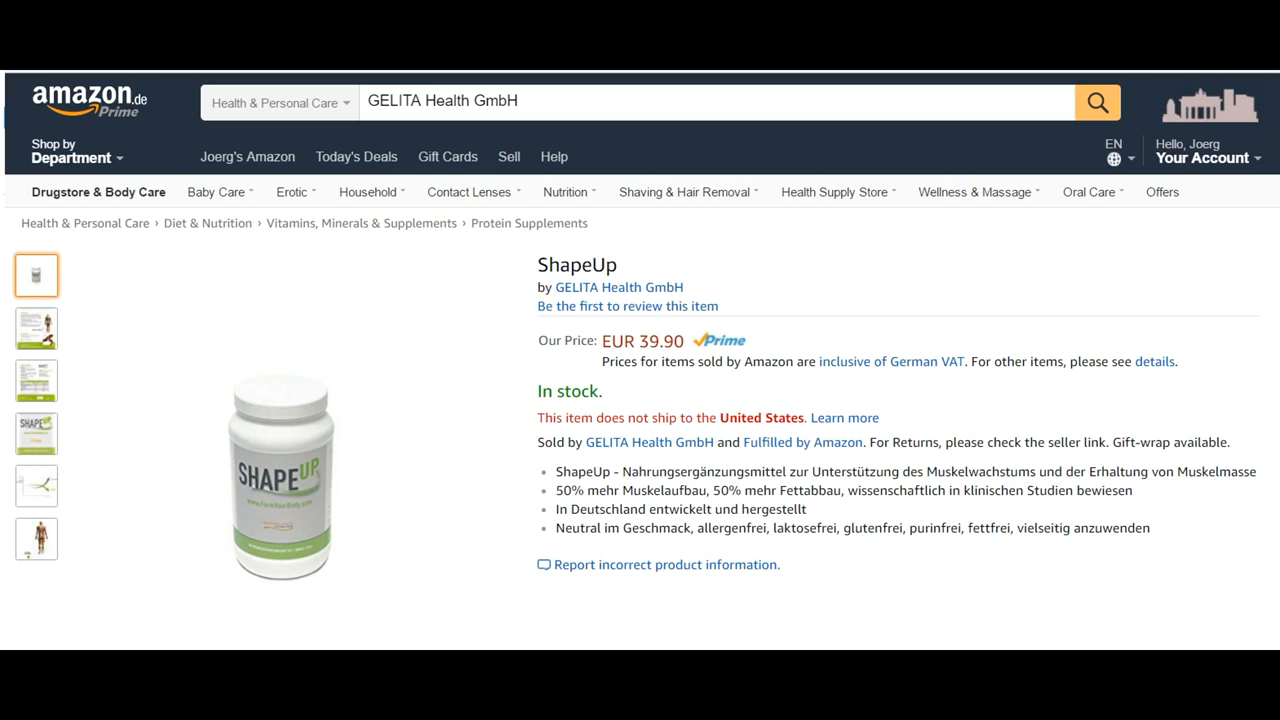 amazon.de
Prime
Health & Personal Care
GELITA Health GmbH
Shop by
Department
Joerg's Amazon
Today's Deals
Gift Cards
Sell
Help
EN
Hello, Joerg
Your Account
Drugstore & Body Care
Baby Care
Erotic
Household
Contact Lenses
Nutrition
Shaving & Hair Removal
Health Supply Store
Wellness & Massage
Oral Care
Offers
Health & Personal Care › Diet & Nutrition › Vitamins, Minerals & Supplements › Protein Supplements
ShapeUp
by GELITA Health GmbH
Be the first to review this item
Our Price: EUR 39.90 Prime
Prices for items sold by Amazon are inclusive of German VAT. For other items, please see details.
In stock.
This item does not ship to the United States. Learn more
Sold by GELITA Health GmbH and Fulfilled by Amazon. For Returns, please check the seller link. Gift-wrap available.
ShapeUp - Nahrungsergänzungsmittel zur Unterstützung des Muskelwachstums und der Erhaltung von Muskelmasse
50% mehr Muskelaufbau, 50% mehr Fettabbau, wissenschaftlich in klinischen Studien bewiesen
In Deutschland entwickelt und hergestellt
Neutral im Geschmack, allergenfrei, laktosefrei, glutenfrei, purinfrei, fettfrei, vielseitig anzuwenden
Report incorrect product information.
SHAPEUP
SHAPEUP